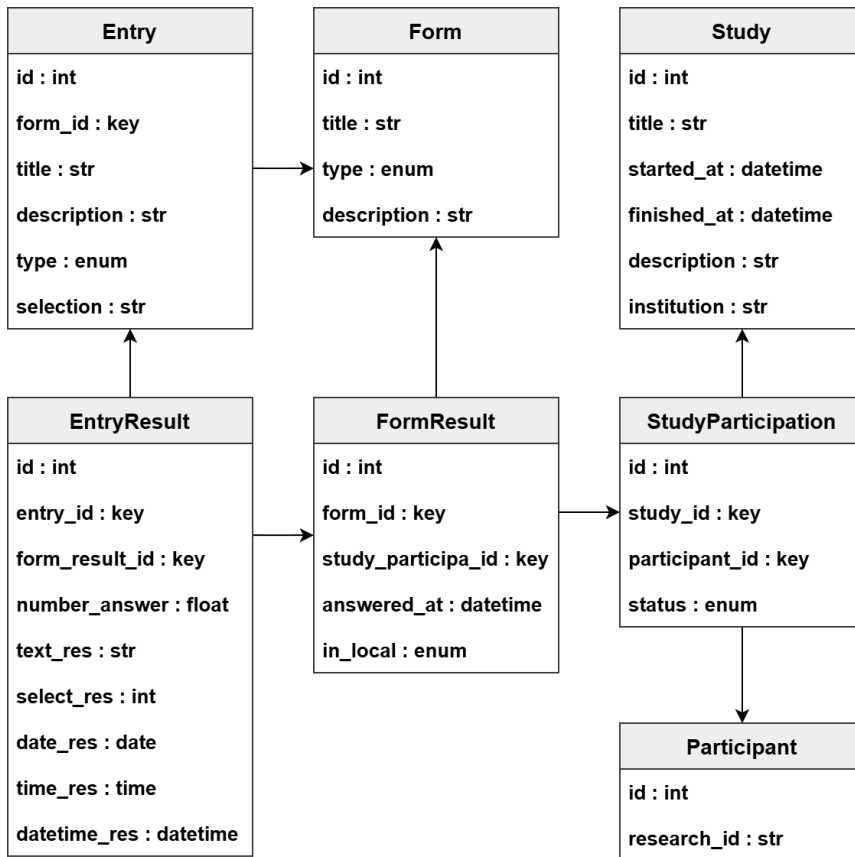 Entry
id : int
form_id : key
title : str
description : str
type : enum
selection : str
Form
id : int
title : str
type : enum
description : str
Study
id : int
title : str
started_at : datetime
finished_at : datetime
description : str
institution : str
EntryResult
id : int
entry_id : key
form_result_id : key
number_answer : float
text_res : str
select_res : int
date_res : date
time_res : time
datetime_res : datetime
FormResult
id : int
form_id : key
study_participa_id : key
answered_at : datetime
in_local : enum
StudyParticipation
id : int
study_id : key
participant_id : key
status : enum
Participant
id : int
research_id : str